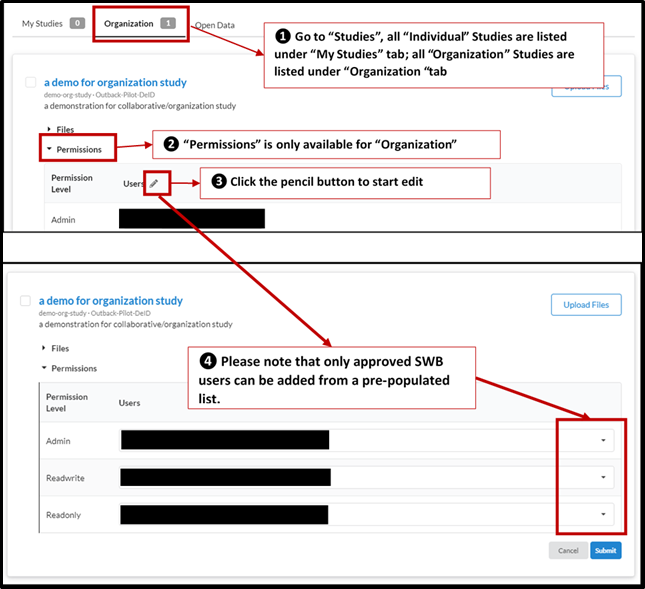 My Studies 0 Organization 1 Open Data
❶ Go to “Studies”, all “Individual” Studies are listed
under “My Studies” tab; all “Organization” Studies are
listed under “Organization “tab
a demo for organization study
Upload Files
demo-org-study · Outback-Pilot-DeID
a demonstration for collaborative/organization study
Files
Permissions
❷ “Permissions” is only available for “Organization”
Permission
Level
Users
❸ Click the pencil button to start edit
Admin
a demo for organization study
Upload Files
demo-org-study · Outback-Pilot-DeID
a demonstration for collaborative/organization study
Files
Permissions
❹ Please note that only approved SWB
users can be added from a pre-populated
list.
Permission
Level
Users
Admin
Readwrite
Readonly
Cancel Submit